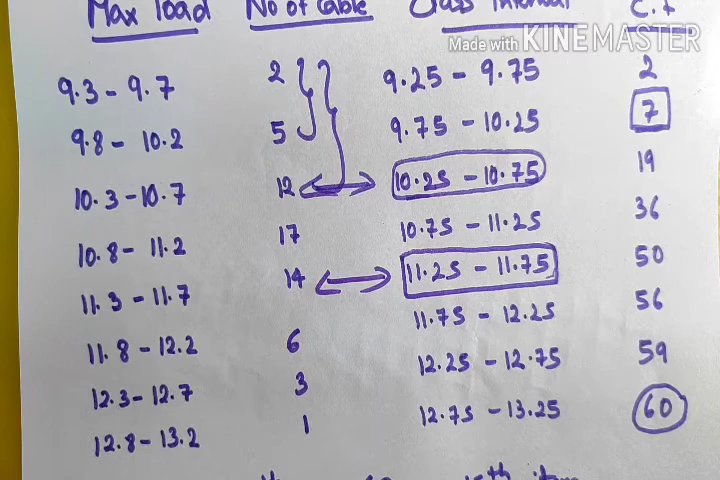 Max load No of cable Class Interval C.f
Made with KINEMASTER
9.3 - 9.7 2 9.25 - 9.75 2
9.8 - 10.2 5 9.75 - 10.25 7
10.3 - 10.7 12 10.25 - 10.75 19
10.8 - 11.2 17 10.75 - 11.25 36
11.3 - 11.7 14 11.25 - 11.75 50
11.8 - 12.2 6 11.75 - 12.25 56
12.3 - 12.7 3 12.25 - 12.75 59
12.8 - 13.2 1 12.75 - 13.25 60